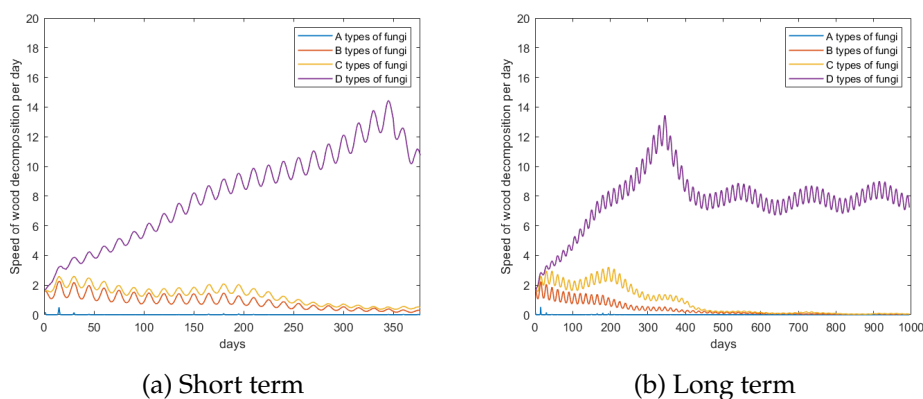 20
18
16
14
12
10
8
6
4
2
0
Speed of wood decomposition per day
A types of fungi
B types of fungi
C types of fungi
D types of fungi
0 50 100 150 200 250 300 350
days
(a) Short term
20
18
16
14
12
10
8
6
4
2
0
Speed of wood decomposition per day
A types of fungi
B types of fungi
C types of fungi
D types of fungi
0 100 200 300 400 500 600 700 800 900 1000
days
(b) Long term